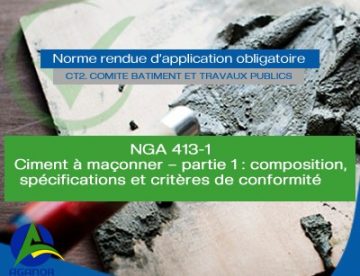 Norme rendue d'application obligatoire
CT2. COMITE BATIMENT ET TRAVAUX PUBLICS
NGA 413-1
Ciment à maçonner – partie 1 : composition,
spécifications et critères de conformité
AGANOR